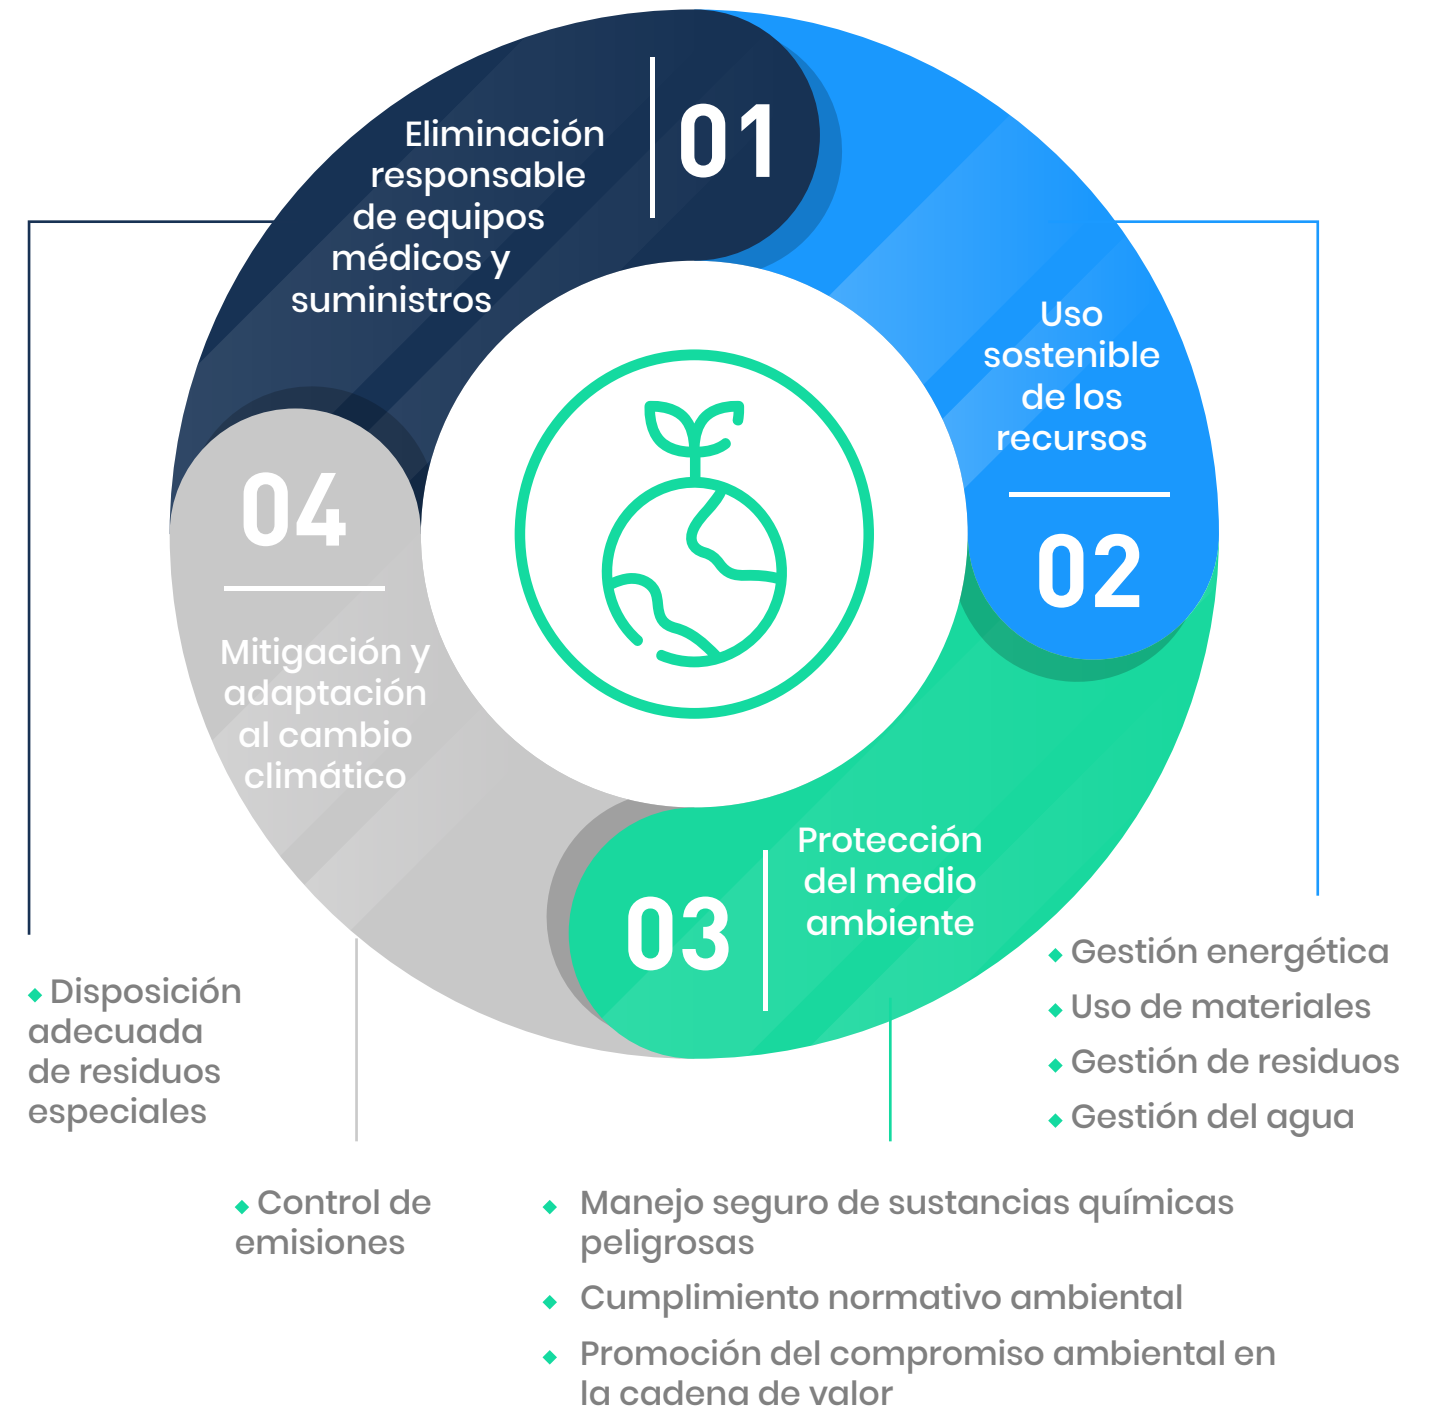 Eliminación
responsable
de equipos
médicos y
suministros
01
Uso
sostenible
de los
recursos
02
Protección
del medio
ambiente
03
04
Mitigación y
adaptación
al cambio
climático
Disposición
adecuada
de residuos
especiales
Gestión energética
Uso de materiales
Gestión de residuos
Gestión del agua
Control de
emisiones
Manejo seguro de sustancias químicas
peligrosas
Cumplimiento normativo ambiental
Promoción del compromiso ambiental en
la cadena de valor